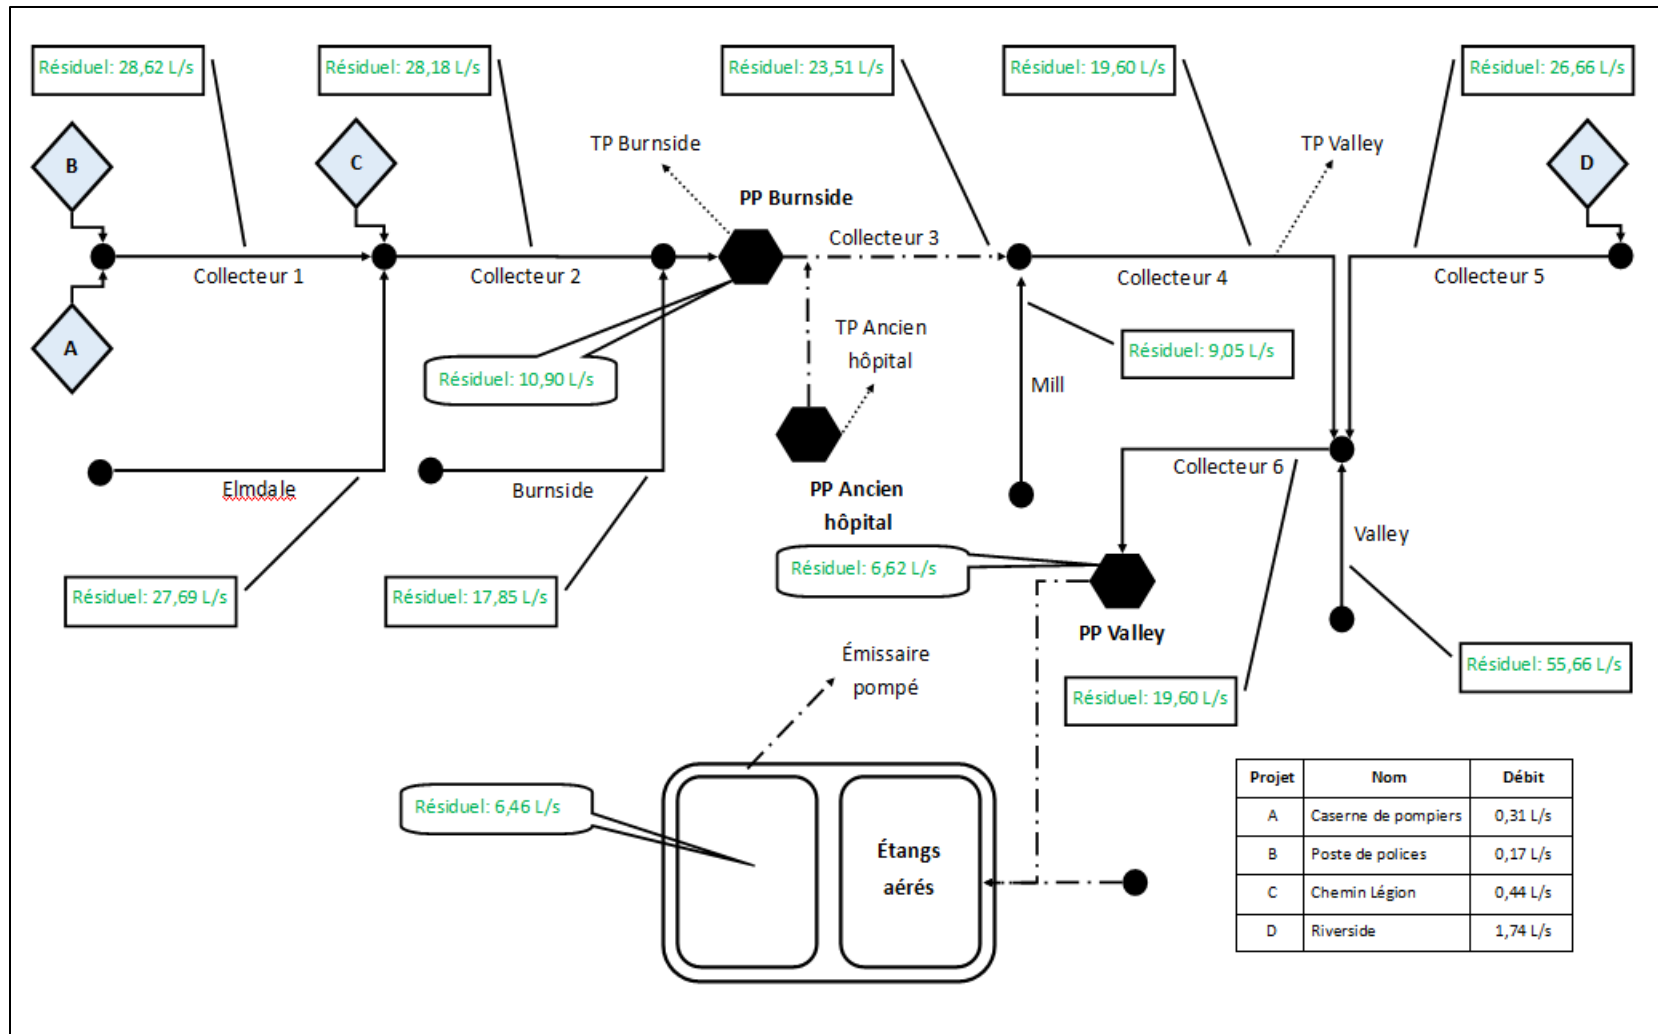 Résiduel: 28,62 L/s
Résiduel: 28,18 L/s
Résiduel: 23,51 L/s
Résiduel: 19,60 L/s
Résiduel: 26,66 L/s
B
C
TP Burnside
TP Valley
D
PP Burnside
Collecteur 3
Collecteur 1
Collecteur 2
Collecteur 4
Collecteur 5
A
TP Ancien
hôpital
Résiduel: 10,90 L/s
Résiduel: 9,05 L/s
Mill
Collecteur 6
Elmdale
Burnside
PP Ancien
hôpital
Valley
Résiduel: 6,62 L/s
Résiduel: 27,69 L/s
Résiduel: 17,85 L/s
PP Valley
Émissaire
pompé
Résiduel: 55,66 L/s
Résiduel: 19,60 L/s
Résiduel: 6,46 L/s
Étangs
aérés
Projet Nom Débit
A Caserne de pompiers 0,31 L/s
B Poste de polices 0,17 L/s
C Chemin Légion 0,44 L/s
D Riverside 1,74 L/s